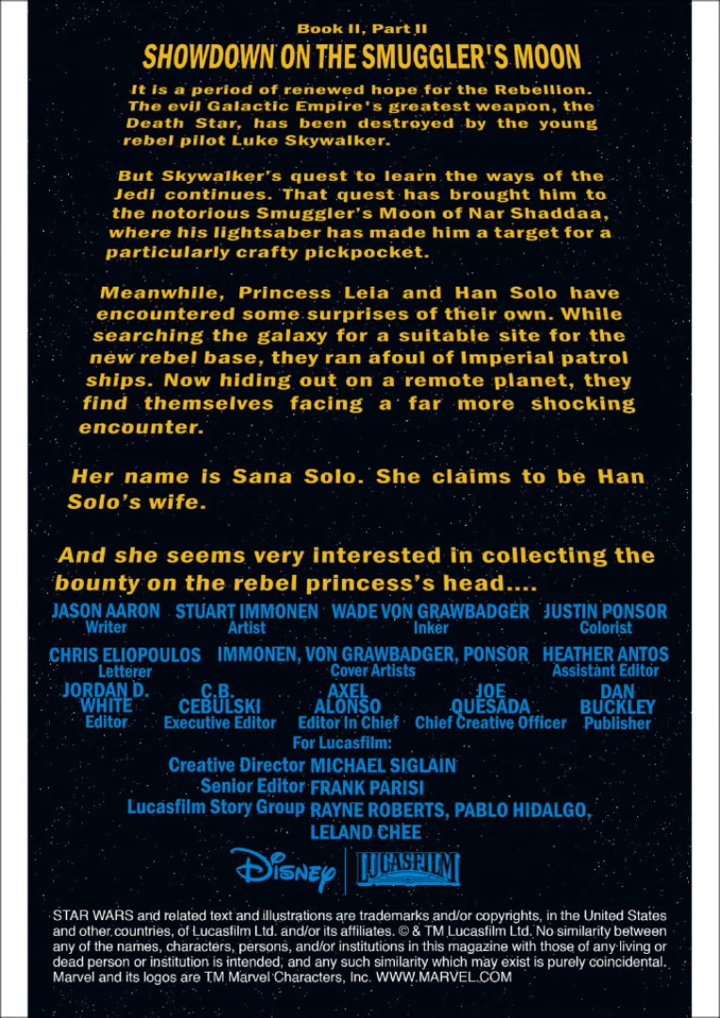 Book II, Part II
SHOWDOWN ON THE SMUGGLER'S MOON
It is a period of renewed hope for the Rebellion.
The evil Galactic Empire's greatest weapon, the
Death Star, has been destroyed by the young
rebel pilot Luke Skywalker.
But Skywalker's quest to learn the ways of the
Jedi continues. That quest has brought him to
the notorious Smuggler's Moon of Nar Shaddaa,
where his lightsaber has made him a target for a
particularly crafty pickpocket.
Meanwhile, Princess Leia and Han Solo have
encountered some surprises of their own. While
searching the galaxy for a suitable site for the
new rebel base, they ran afoul of Imperial patrol
ships. Now hiding out on a remote planet, they
find themselves facing a far more shocking
encounter.
Her name is Sana Solo. She claims to be Han
Solo's wife.
And she seems very interested in collecting the
bounty on the rebel princess's head....
JASON AARON STUART IMMONEN WADE VON GRAWBADGER JUSTIN PONSOR
Writer Artist Inker Colorist
CHRIS ELIOPOULOS IMMONEN, VON GRAWBADGER, PONSOR HEATHER ANTOS
Letterer Cover Artists Assistant Editor
JORDAN D. C.B. AXEL JOE DAN
WHITE CEBULSKI ALONSO QUESADA BUCKLEY
Editor Executive Editor Editor In Chief Chief Creative Officer Publisher
For Lucasfilm:
Creative Director MICHAEL SIGLAIN
Senior Editor FRANK PARISI
Lucasfilm Story Group RAYNE ROBERTS, PABLO HIDALGO,
LELAND CHEE
Disney LUCASFILM
STAR WARS and related text and illustrations are trademarks and/or copyrights, in the United States
and other countries, of Lucasfilm Ltd. and/or its affiliates. © & TM Lucasfilm Ltd. No similarity between
any of the names, characters, persons, and/or institutions in this magazine with those of any living or
dead person or institution is intended, and any such similarity which may exist is purely coincidental.
Marvel and its logos are TM Marvel Characters, Inc. WWW.MARVEL.COM